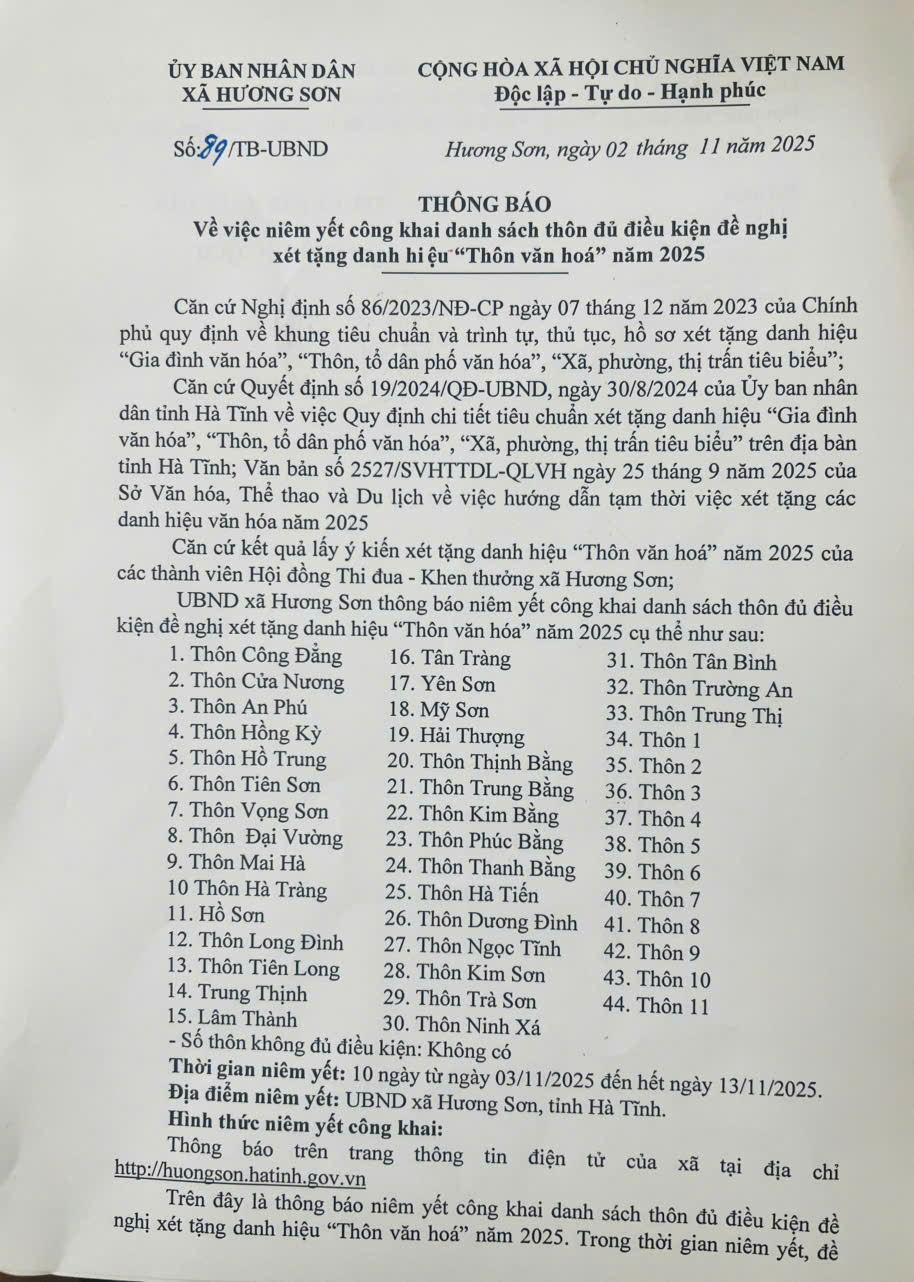 ỦY BAN NHÂN DÂN
XÃ HƯƠNG SƠN
CỘNG HÒA XÃ HỘI CHỦ NGHĨA VIỆT NAM
Độc lập - Tự do - Hạnh phúc
Số:89/TB-UBND
Hương Sơn, ngày 02 tháng 11 năm 2025
THÔNG BÁO
Về việc niêm yết công khai danh sách thôn đủ điều kiện đề nghị
xét tặng danh hiệu “Thôn văn hoá” năm 2025
Căn cứ Nghị định số 86/2023/NĐ-CP ngày 07 tháng 12 năm 2023 của Chính
phủ quy định về khung tiêu chuẩn và trình tự, thủ tục, hồ sơ xét tặng danh hiệu
“Gia đình văn hóa”, “Thôn, tổ dân phố văn hóa”, “Xã, phường, thị trấn tiêu biểu”;
Căn cứ Quyết định số 19/2024/QĐ-UBND, ngày 30/8/2024 của Ủy ban nhân
dân tỉnh Hà Tĩnh về việc Quy định chi tiết tiêu chuẩn xét tặng danh hiệu “Gia đình
văn hóa”, “Thôn, tổ dân phố văn hóa”, “Xã, phường, thị trấn tiêu biểu” trên địa bàn
tỉnh Hà Tĩnh; Văn bản số 2527/SVHTTDL-QLVH ngày 25 tháng 9 năm 2025 của
Sở Văn hóa, Thể thao và Du lịch về việc hướng dẫn tạm thời việc xét tặng các
danh hiệu văn hóa năm 2025
Căn cứ kết quả lấy ý kiến xét tặng danh hiệu “Thôn văn hoá” năm 2025 của
các thành viên Hội đồng Thi đua - Khen thưởng xã Hương Sơn;
UBND xã Hương Sơn thông báo niêm yết công khai danh sách thôn đủ điều
kiện đề nghị xét tặng danh hiệu “Thôn văn hóa” năm 2025 cụ thể như sau:
1. Thôn Công Đẳng
2. Thôn Cửa Nương
3. Thôn An Phú
4. Thôn Hồng Kỳ
5. Thôn Hồ Trung
6. Thôn Tiên Sơn
7. Thôn Vọng Sơn
8. Thôn Đại Vường
9. Thôn Mai Hà
10 Thôn Hà Tràng
11. Hồ Sơn
12. Thôn Long Đình
13. Thôn Tiên Long
14. Trung Thịnh
15. Lâm Thành
16. Tân Tràng
17. Yên Sơn
18. Mỹ Sơn
19. Hải Thượng
20. Thôn Thịnh Bằng
21. Thôn Trung Bằng
22. Thôn Kim Bằng
23. Thôn Phúc Bằng
24. Thôn Thanh Bằng
25. Thôn Hà Tiến
26. Thôn Dương Đình
27. Thôn Ngọc Tĩnh
28. Thôn Kim Sơn
29. Thôn Trà Sơn
30. Thôn Ninh Xá
31. Thôn Tân Bình
32. Thôn Trường An
33. Thôn Trung Thị
34. Thôn 1
35. Thôn 2
36. Thôn 3
37. Thôn 4
38. Thôn 5
39. Thôn 6
40. Thôn 7
41. Thôn 8
42. Thôn 9
43. Thôn 10
44. Thôn 11
- Số thôn không đủ điều kiện: Không có
Thời gian niêm yết: 10 ngày từ ngày 03/11/2025 đến hết ngày 13/11/2025.
Địa điểm niêm yết: UBND xã Hương Sơn, tỉnh Hà Tĩnh.
Hình thức niêm yết công khai:
Thông báo trên trang thông tin điện tử của xã tại địa chỉ
http://huongson.hatinh.gov.vn
Trên đây là thông báo niêm yết công khai danh sách thôn đủ điều kiện đề
nghị xét tặng danh hiệu “Thôn văn hoá” năm 2025. Trong thời gian niêm yết, đề